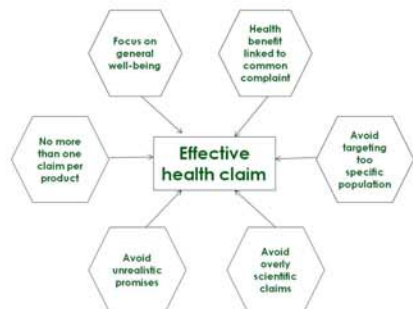 Focus on
general
well-being
Health
benefit
linked to
common
complaint
No more
than one
claim per
product
Effective
health claim
Avoid
targeting
too
specific
population
Avoid
unrealistic
promises
Avoid
overly
scientific
claims